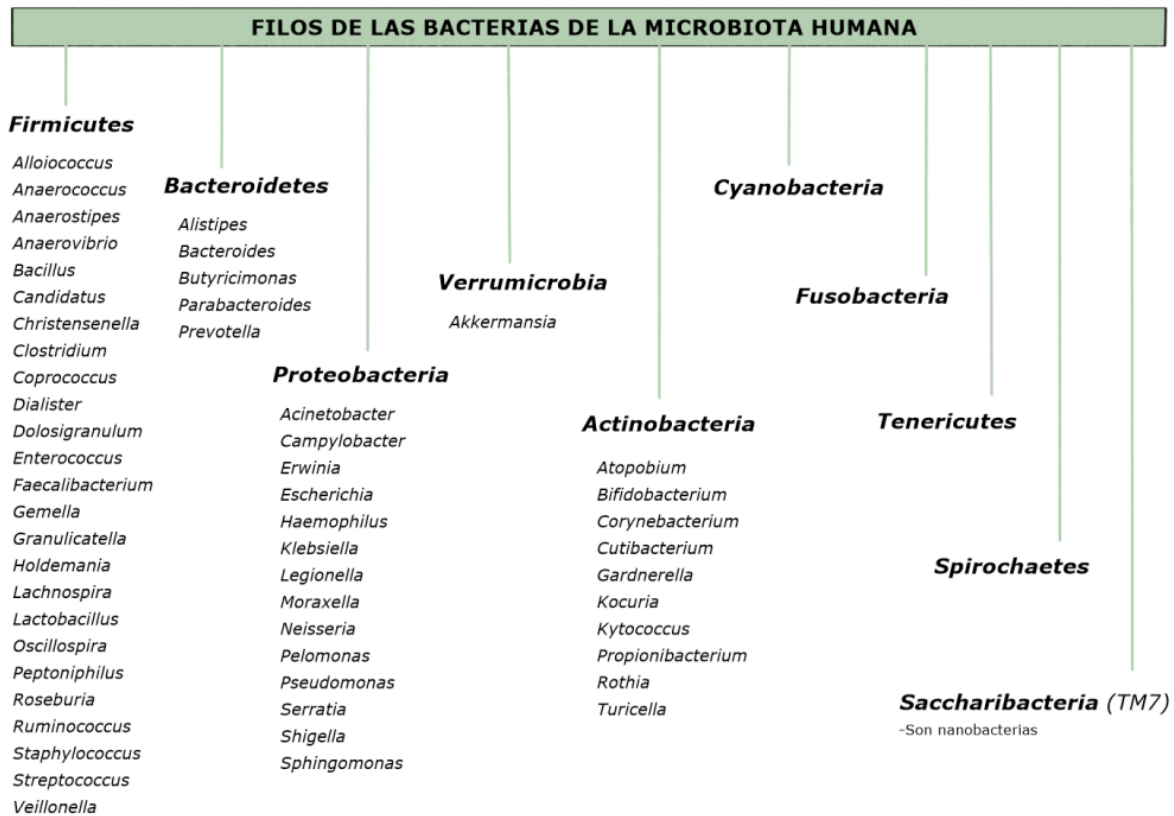 FILOS DE LAS BACTERIAS DE LA MICROBIOTA HUMANA
Firmicutes
Alloiococcus
Anaerococcus
Anaerostipes
Anaerovibrio
Bacillus
Candidatus
Christensenella
Clostridium
Coprococcus
Dialister
Dolosigranulum
Enterococcus
Faecalibacterium
Gemella
Granulicatella
Holdemania
Lachnospira
Lactobacillus
Oscillospira
Peptoniphilus
Roseburia
Ruminococcus
Staphylococcus
Streptococcus
Veillonella
Bacteroidetes
Alistipes
Bacteroides
Butyricimonas
Parabacteroides
Prevotella
Proteobacteria
Acinetobacter
Campylobacter
Erwinia
Escherichia
Haemophilus
Klebsiella
Legionella
Moraxella
Neisseria
Pelomonas
Pseudomonas
Serratia
Shigella
Sphingomonas
Verrumicrobia
Akkermansia
Actinobacteria
Atopobium
Bifidobacterium
Corynebacterium
Cutibacterium
Gardnerella
Kocuria
Kytococcus
Propionibacterium
Rothia
Turicella
Cyanobacteria
Fusobacteria
Tenericutes
Spirochaetes
Saccharibacteria (TM7)
-Son nanobacterias